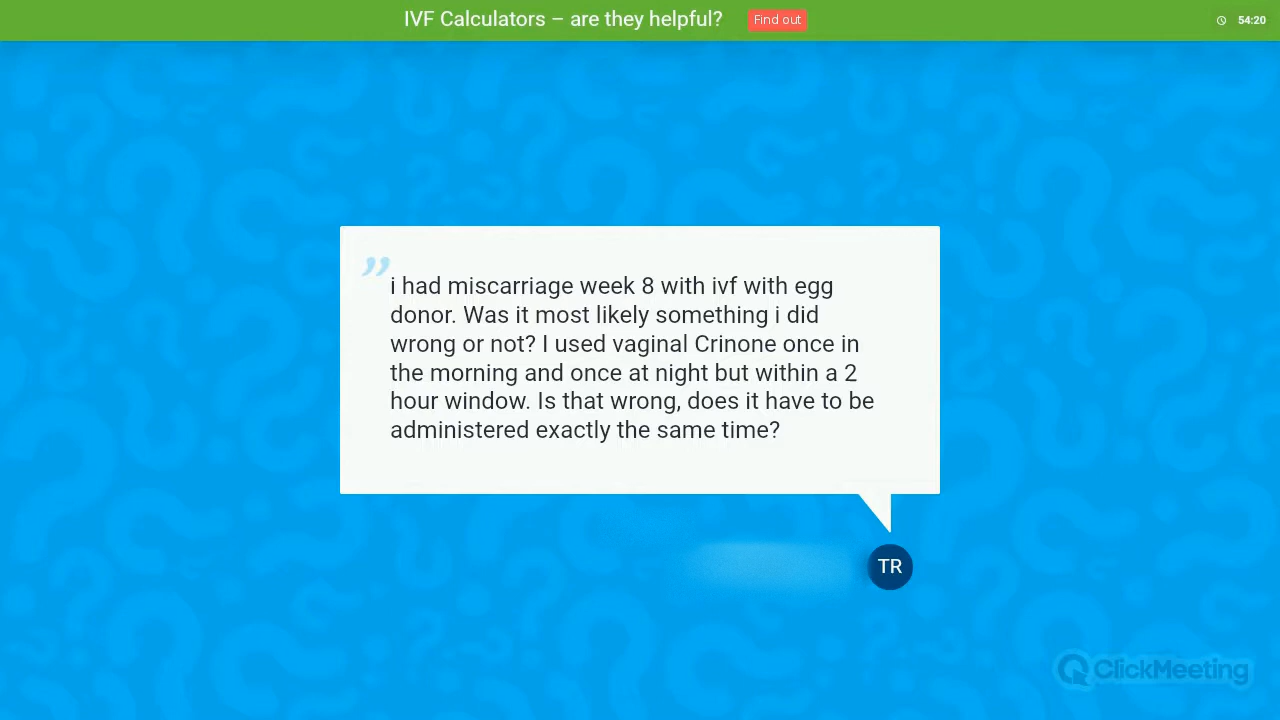 IVF Calculators – are they helpful? Find out 54:20
” i had miscarriage week 8 with ivf with egg
donor. Was it most likely something i did
wrong or not? I used vaginal Crinone once in
the morning and once at night but within a 2
hour window. Is that wrong, does it have to be
administered exactly the same time?
TR
ClickMeeting